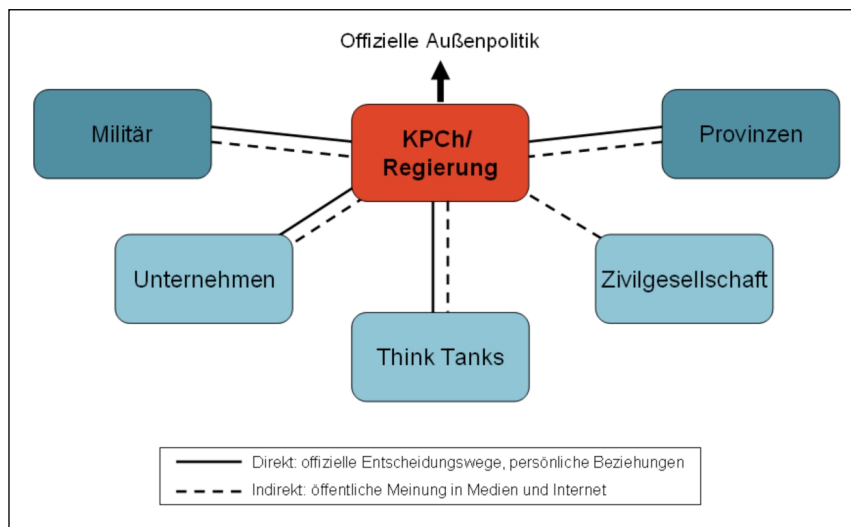 Offizielle Außenpolitik
Militär
KPCh/
Regierung
Provinzen
Unternehmen
Zivilgesellschaft
Think Tanks
Direkt: offizielle Entscheidungswege, persönliche Beziehungen
Indirekt: öffentliche Meinung in Medien und Internet